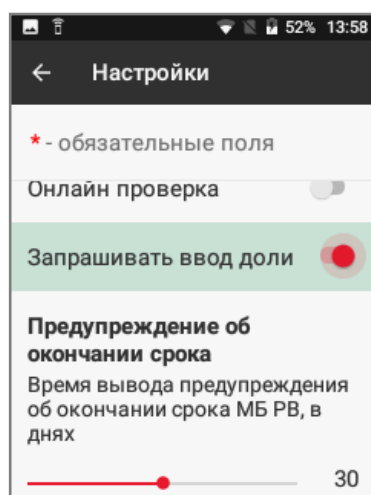 52% 13:58
Настройки
* - обязательные поля
Онлайн проверка
Запрашивать ввод доли
Предупреждение об
окончании срока
Время вывода предупреждения
об окончании срока МБ РВ, в
днях
30